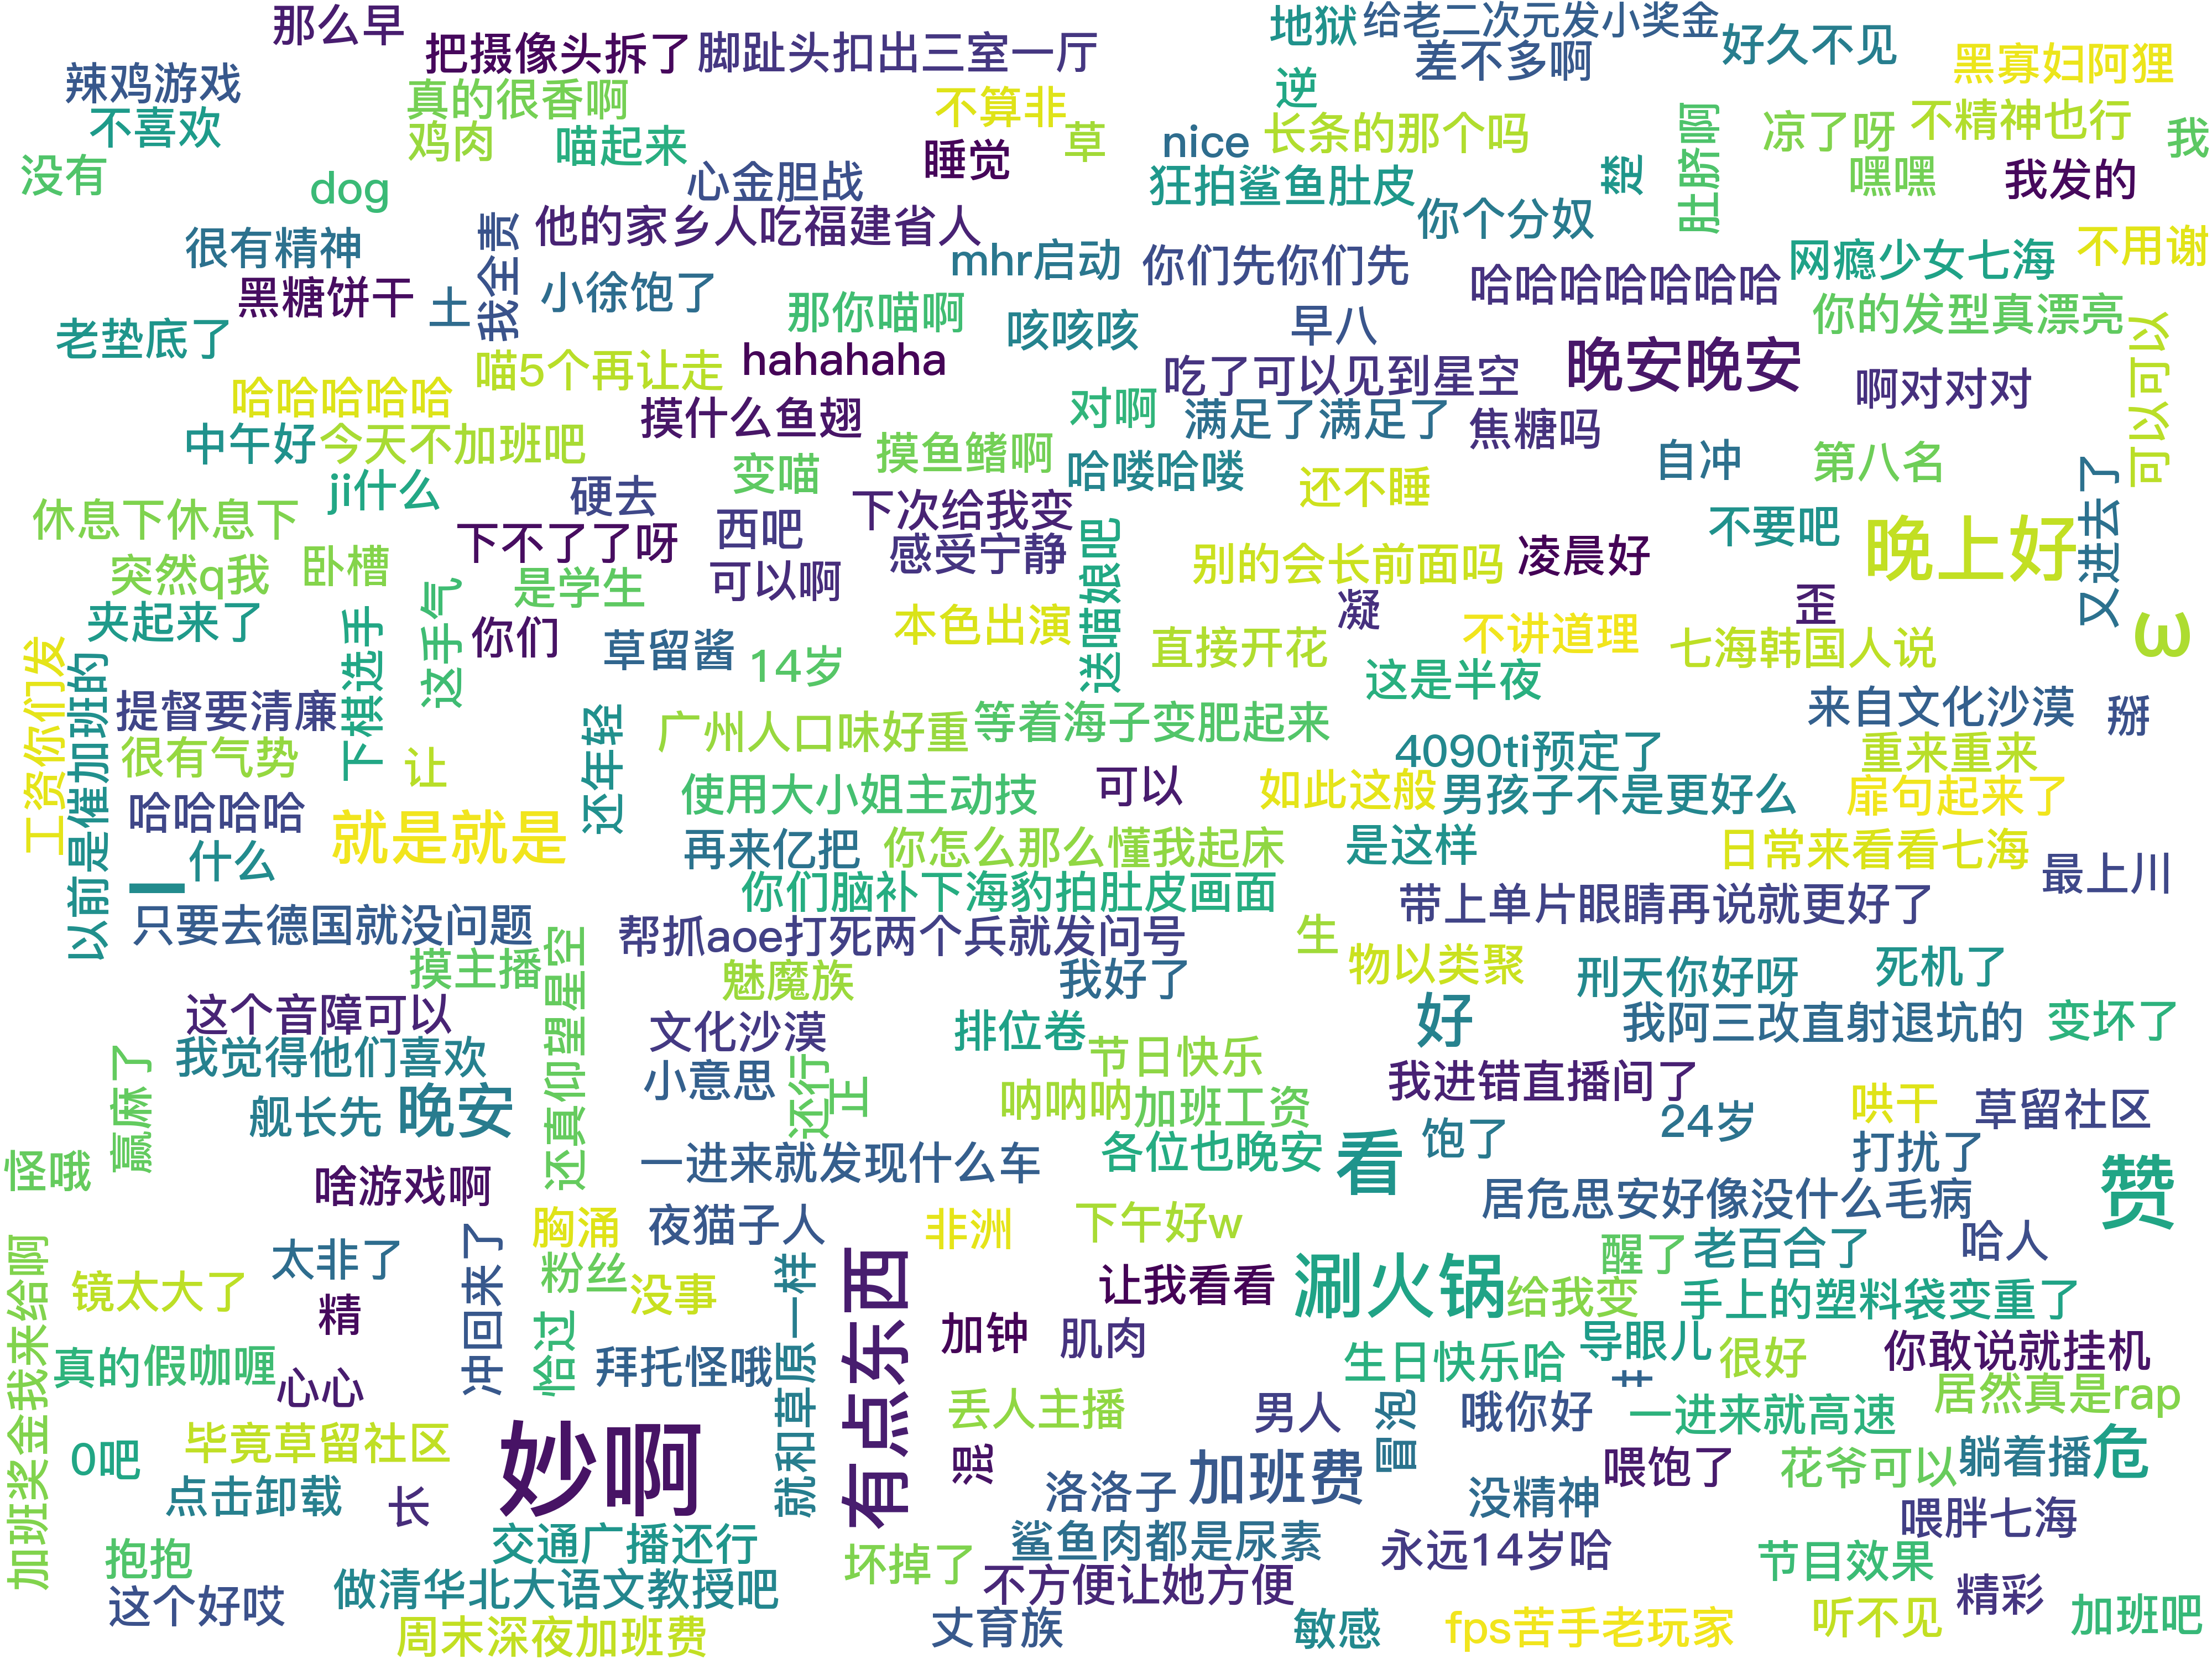 那么早
把摄像头拆了
脚趾头扣出三室一厅
地狱
给老二次元发小奖金
差不多啊
好久不见
黑寡妇阿狸
辣鸡游戏
真的很香啊
不算非
逆
不喜欢
鸡肉
喵起来
草
nice
长条的那个吗
肚脐啊
凉了呀
不精神也行
我
没有
dog
心金胆战
睡觉
狂拍鲨鱼肚皮
楚
嘿嘿
我发的
很有精神
我全责
他的家乡人吃福建省人
你个分奴
mhr启动
你们先你们先
网瘾少女七海
不用谢
黑糖饼干
土
小徐饱了
那你喵啊
哈哈哈哈哈哈哈
你的发型真漂亮
老垫底了
咳咳咳
早八
可以可以
喵5个再让走
hahahaha
吃了可以见到星空
晚安晚安
啊对对对
哈哈哈哈哈
摸什么鱼翅
对啊
满足了满足了
焦糖吗
中午好
今天不加班吧
变喵
摸鱼鳍啊
哈喽哈喽
自冲
第八名
ji什么
硬去
还不睡
又进去了
休息下休息下
下不了了呀
西吧
下次给我变
感受宁静
送喵娘吧
不要吧
晚上好
突然q我
卧槽
这手气
是学生
可以啊
别的会长前面吗
凌晨好
夹起来了
下棋选手
你们
草留酱
14岁
本色出演
直接开花
凝
不讲道理
歪
七海韩国人说
3
工资你们发
以前是催加班的
这是半夜
提督要清廉
还年轻
广州人口味好重
等着海子变肥起来
来自文化沙漠
掰
很有气势
让
4090ti预定了
重来重来
哈哈哈哈
就是就是
使用大小姐主动技
可以
如此这般
男孩子不是更好么
扉句起来了
什么
一
再来亿把
你怎么那么懂我起床
是这样
日常来看看七海
最上川
你们脑补下海豹拍肚皮画面
带上单片眼睛再说就更好了
只要去德国就没问题
还真仰望星空
帮抓aoe打死两个兵就发问号
生
摸主播
魅魔族
我好了
物以类聚
刑天你好呀
死机了
这个音障可以
文化沙漠
排位卷
好
我阿三改直射退坑的
变坏了
赢麻了
我觉得他们喜欢
小意思
还行
止
节日快乐
我进错直播间了
舰长先
晚安
呐呐呐
加班工资
24岁
哄干
草留社区
怪哦
一进来就发现什么车
各位也晚安
看
饱了
打扰了
赞
啥游戏啊
居危思安好像没什么毛病
加班奖金我来给啊
太非了
冲回来了
胸涌
夜猫子人
有点东西
非洲
下午好w
醒了
老百合了
哈人
镜太大了
精
粉丝
没事
就和草原一样
让我看看
涮火锅
给我变
手上的塑料袋变重了
真的假咖喱
心心
恰过
拜托怪哦
加钟
肌肉
生日快乐哈
导眼儿
很好
你敢说就挂机
艹
丢人主播
男人
冒泡
哦你好
一进来就高速
居然真是rap
0吧
毕竟草留社区
妙啊
混
洛洛子
加班费
没精神
喂饱了
花爷可以
躺着播
危
点击卸载
长
喂胖七海
抱抱
交通广播还行
坏掉了
鲨鱼肉都是尿素
永远14岁哈
节目效果
这个好哎
做清华北大语文教授吧
不方便让她方便
精彩
周末深夜加班费
丈育族
敏感
fps苦手老玩家
听不见
加班吧